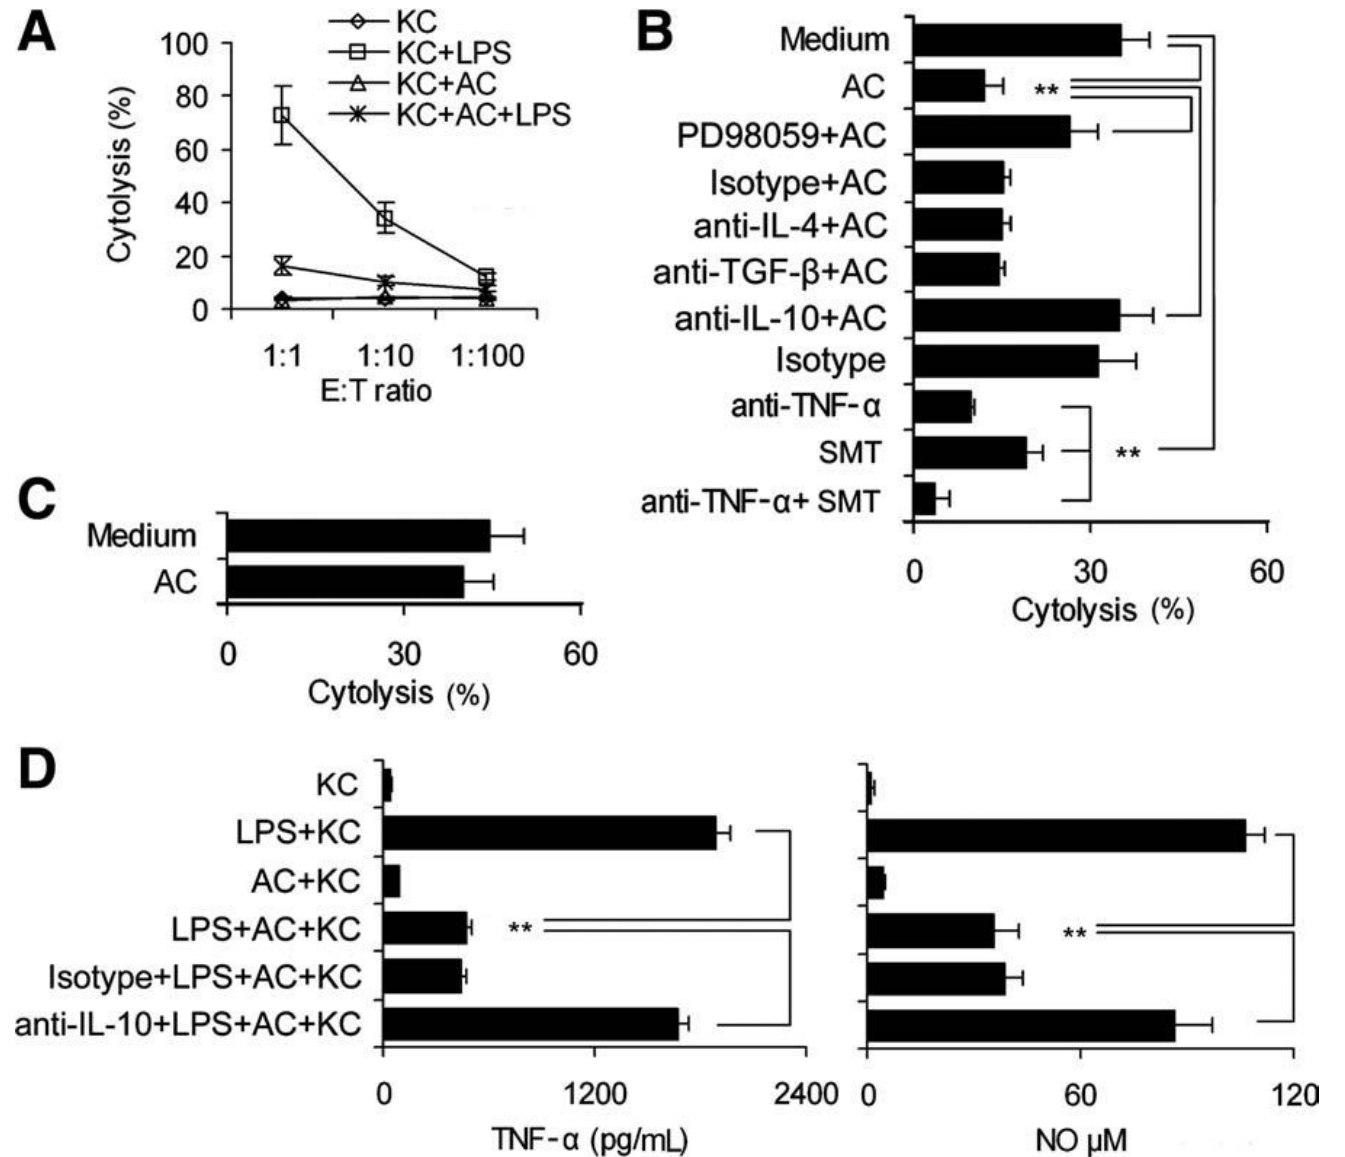 A
KC
KC+LPS
KC+AC
KC+AC+LPS
100
80
60
40
20
0
Cytolysis (%)
1:1 1:10 1:100
E:T ratio
B
Medium
AC
**
PD98059+AC
Isotype+AC
anti-IL-4+AC
anti-TGF-β+AC
anti-IL-10+AC
Isotype
anti-TNF-α
SMT
**
anti-TNF-α+ SMT
0 30 60
Cytolysis (%)
C
Medium
AC
0 30 60
Cytolysis (%)
D
KC
LPS+KC
AC+KC
LPS+AC+KC
**
**
Isotype+LPS+AC+KC
anti-IL-10+LPS+AC+KC
0 1200 2400
TNF-α (pg/mL)
0 60 120
NO μM